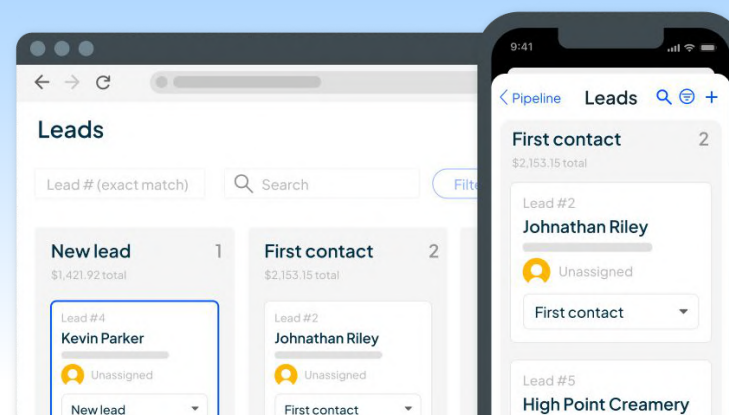 Leads
Lead # (exact match)
Search
New lead
1
$1,421.92 total
Lead #4
Kevin Parker
Unassigned
New lead
First contact
2
$2,153.15 total
Lead #2
Johnathan Riley
Unassigned
First contact
9:41
Pipeline
Leads
First contact
2
$2,153.15 total
Lead #2
Johnathan Riley
Unassigned
First contact
Lead #5
High Point Creamery